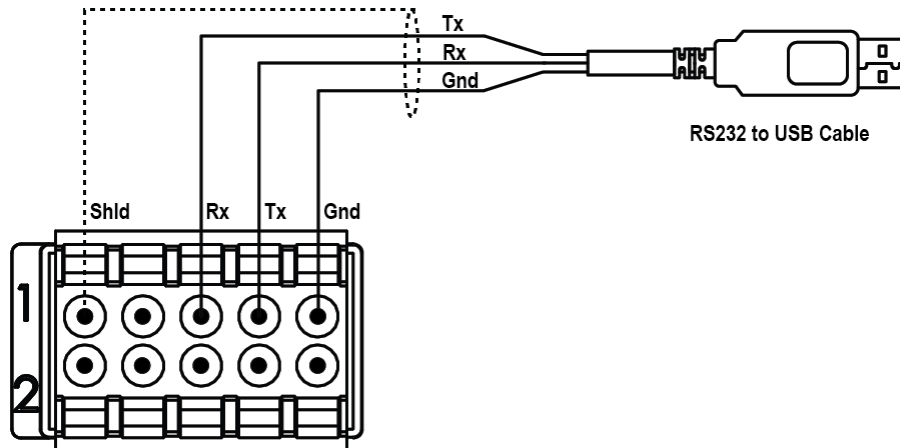 Tx
Rx
Gnd
RS232 to USB Cable
Shld Rx Tx Gnd
1
2